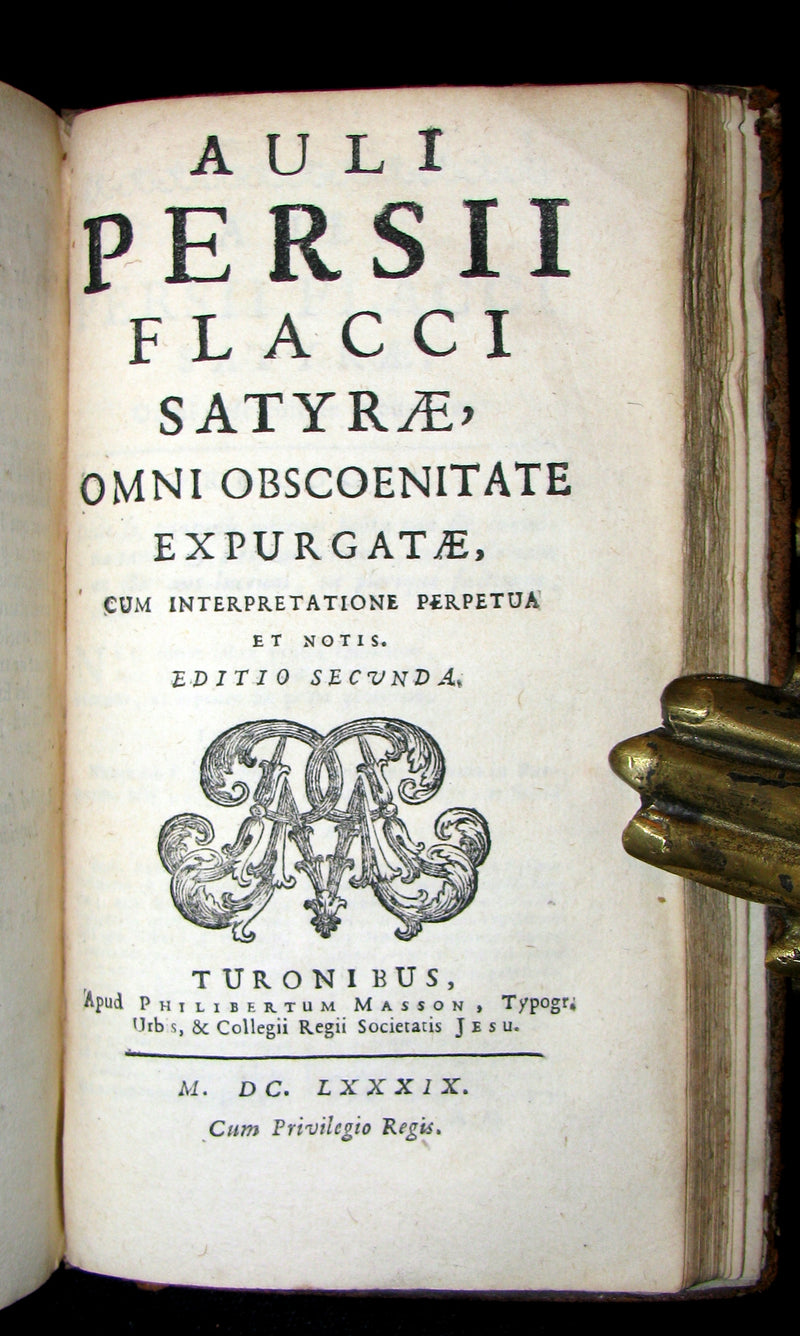 AULI
PERSII
FLACCI
SATYRÆ,
OMNI OBSCOENITATE
EXPURGATÆ,
CUM INTERPRETATIONE PERPETUA
ET NOTIS.
EDITIO SECVNDA.
TURONIBUS,
Apud PHILIBERTUM MASSON, Typogr.
Urbis, & Collegii Regii Societatis JESU.
M. DC. LXXXIX.
Cum Privilegio Regis.